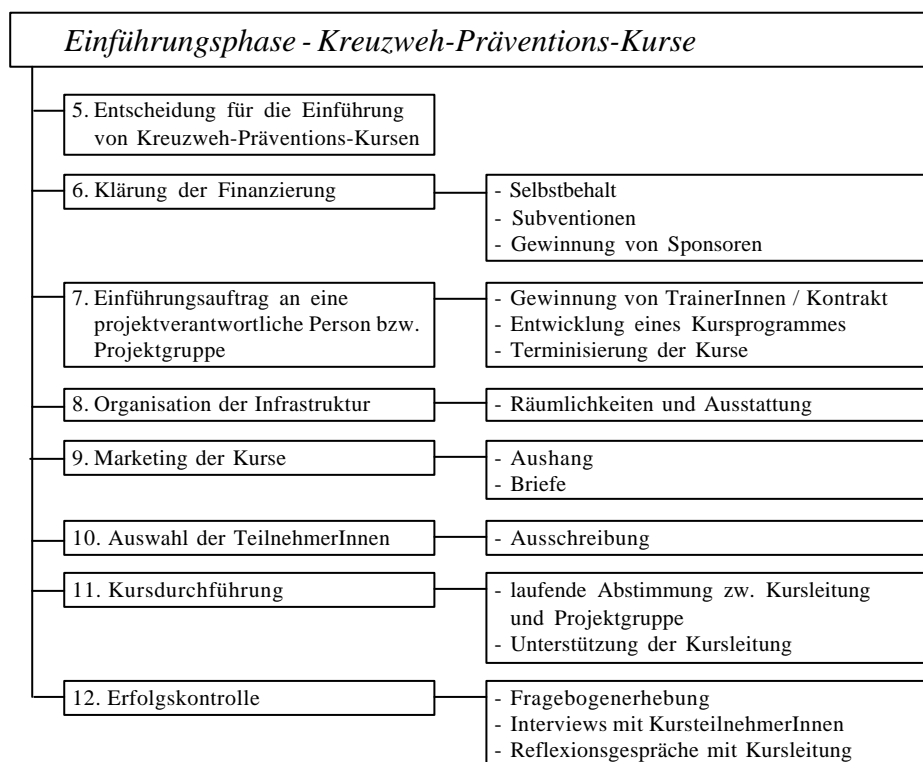 Einführungsphase - Kreuzweh-Präventions-Kurse
5. Entscheidung für die Einführung
von Kreuzweh-Präventions-Kursen
6. Klärung der Finanzierung
- Selbstbehalt
- Subventionen
- Gewinnung von Sponsoren
7. Einführungsauftrag an eine
projektverantwortliche Person bzw.
Projektgruppe
- Gewinnung von TrainerInnen / Kontrakt
- Entwicklung eines Kursprogrammes
- Terminisierung der Kurse
8. Organisation der Infrastruktur
- Räumlichkeiten und Ausstattung
9. Marketing der Kurse
- Aushang
- Briefe
10. Auswahl der TeilnehmerInnen
- Ausschreibung
11. Kursdurchführung
- laufende Abstimmung zw. Kursleitung
und Projektgruppe
- Unterstützung der Kursleitung
12. Erfolgskontrolle
- Fragebogenerhebung
- Interviews mit KursteilnehmerInnen
- Reflexionsgespräche mit Kursleitung